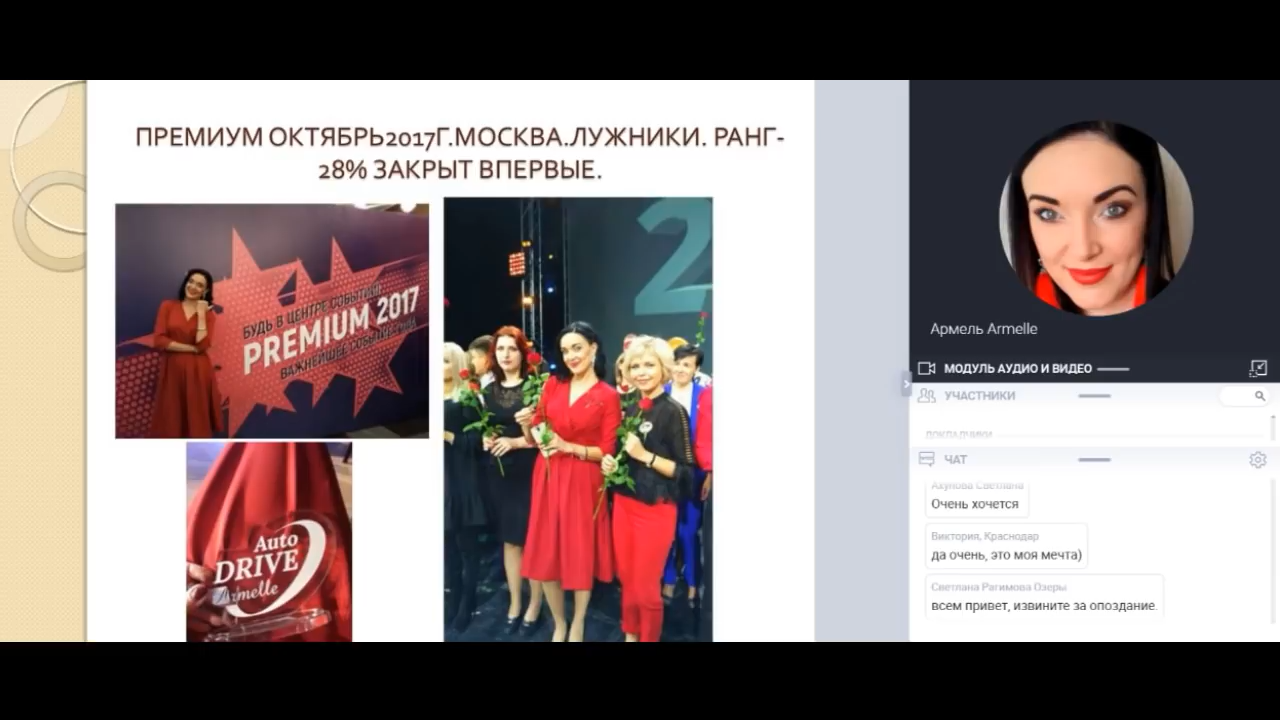 ПРЕМИУМ ОКТЯБРЬ2017Г.МОСКВА.ЛУЖНИКИ. РАНГ-
28% ЗАКРЫТ ВПЕРВЫЕ.
БУДЬ В ЦЕНТРЕ СОБЫТИЙ!
PREMIUM 2017
ВАЖНЕЙШЕЕ СОБЫТИЕ
Auto
DRIVE
Armelle
2
Армель Armelle
МОДУЛЬ АУДИО И ВИДЕО
УЧАСТНИКИ
ДОКЛАДЧИКИ
ЧАТ
Ахунова Светлана
Очень хочется
Виктория, Краснодар
да очень, это моя мечта)
Светлана Рагимова Озеры
всем привет, извините за опоздание.